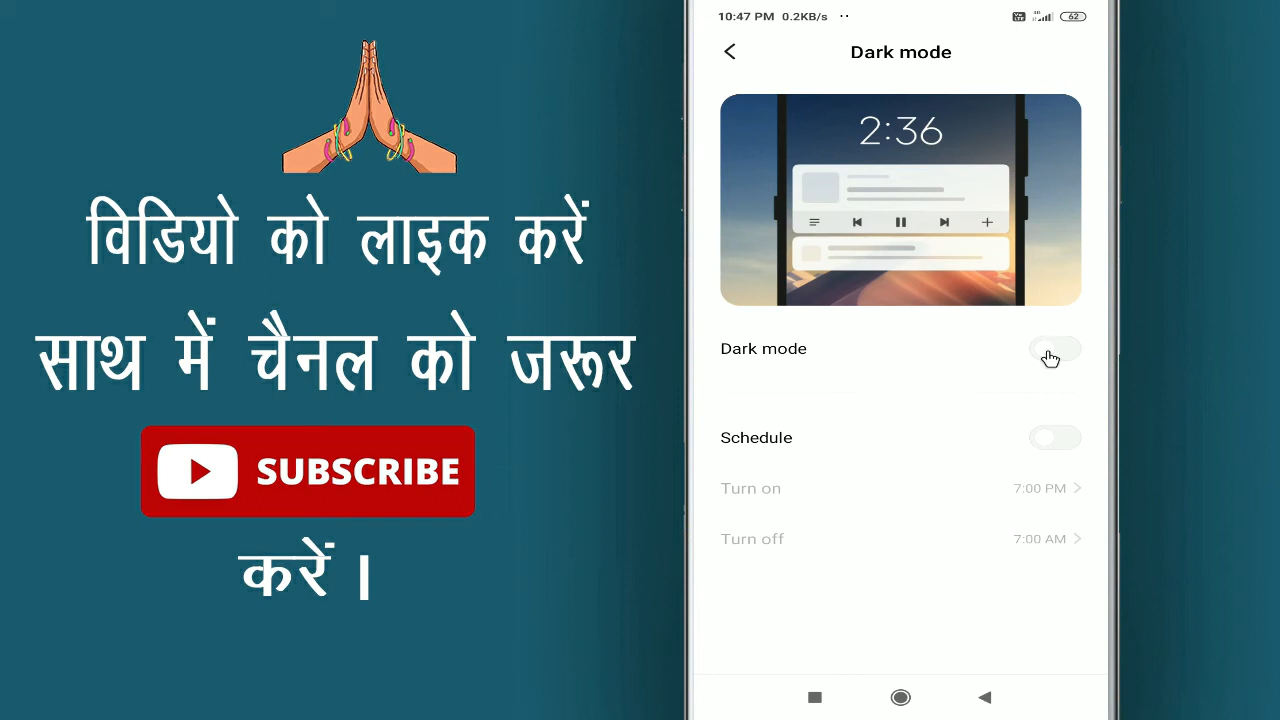 विडियो को लाइक करें
साथ में चैनल को जरूर
SUBSCRIBE
करें ।
10:47 PM 0.2KB/s ··
62
Dark mode
2:36
Dark mode
Schedule
Turn on 7:00 PM
Turn off 7:00 AM